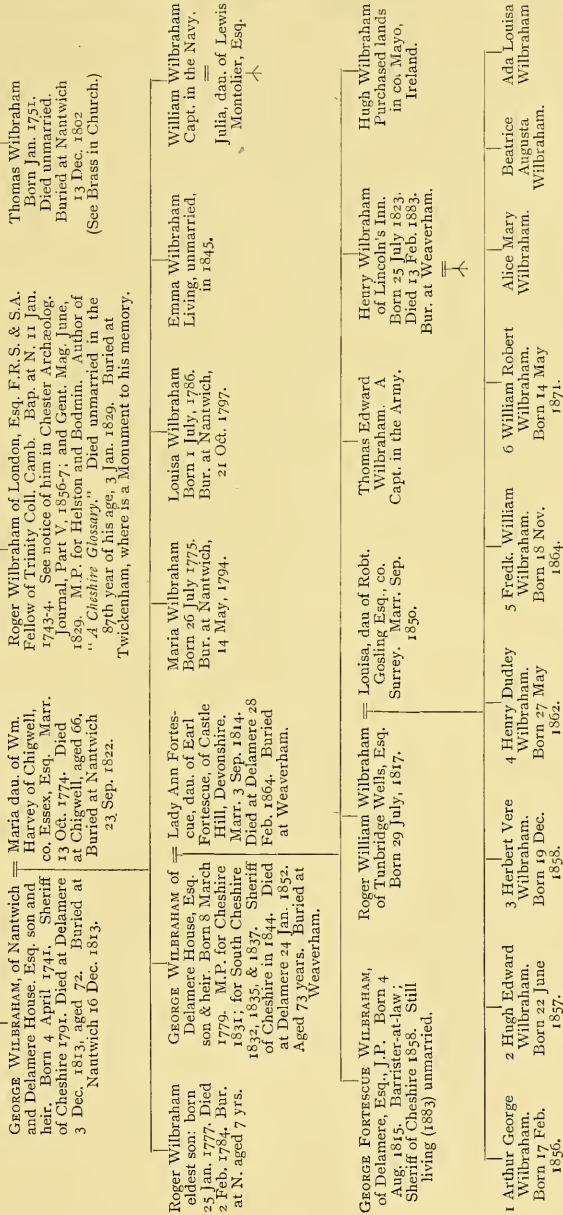 GEORGE WILBRAHAM, of Nantwich
and Delamere House. Esq. son and
heir. Born 4 April 1741. Sheriff
of Cheshire 1791. Died at Delamere
3 Dec. 1813, aged 72. Buried at
Nantwich 16 Dec. 1813.
=
Maria dau. of Wm.
Harvey of Chigwell,
co. Essex, Esq. Marr.
13 Oct. 1774. Died
at Chigwell, aged 66.
Buried at Nantwich
23 Sep. 1822.
Roger Wilbraham of London, Esq. F.R.S. & S.A.
Fellow of Trinity Coll. Camb. Bap. at N. 11 Jan.
1743-4. See notice of him in Chester Archæolog.
Journal, Part V, 1856-7; and Gent. Mag. June,
1829. M.P. for Helston and Bodmin. Author of
"A Cheshire Glossary." Died unmarried in the
87th year of his age, 3 Jan. 1829. Buried at
Twickenham, where is a Monument to his memory.
Thomas Wilbraham
Born Jan. 1751.
Died unmarried.
Buried at Nantwich
13 Dec. 1802
(See Brass in Church.)
Roger Wilbraham
eldest son: born
25 Jan. 1777. Died
2 Feb. 1784. Bur.
at N. aged 7 yrs.
GEORGE WILBRAHAM of
Delamere House, Esq.
son & heir. Born 8 March
1779. M.P. for Cheshire
1831; for South Cheshire
1832, 1835, & 1837. Sheriff
of Cheshire in 1844. Died
at Delamere 24 Jan. 1852.
Aged 73 years. Buried at
Weaverham.
=
Lady Ann Fortes-
cue, dau. of Earl
Fortescue, of Castle
Hill, Devonshire.
Marr. 3 Sep. 1814.
Died at Delamere 28
Feb. 1864. Buried
at Weaverham.
Maria Wilbraham
Born 26 July 1775.
Bur. at Nantwich,
14 May, 1794.
Louisa Wilbraham
Born 1 July, 1786.
Bur. at Nantwich,
21 Oct. 1797.
Emma Wilbraham
Living, unmarried,
in 1845.
William Wilbraham
Capt. in the Navy.
=
Julia, dau. of Lewis
Montolier, Esq.
GEORGE FORTESCUE WILBRAHAM,
of Delamere, Esq., J.P. Born 4
Aug. 1815. Barrister-at-law;
Sheriff of Cheshire 1858. Still
living (1883) unmarried.
Roger William Wilbraham
of Tunbridge Wells, Esq.
Born 29 July, 1817.
=
Louisa, dau of Robt.
Gosling Esq., co.
Surrey. Marr. Sep.
1850.
Thomas Edward
Wilbraham. A
Capt. in the Army.
Henry Wilbraham
of Lincoln's Inn.
Born 25 July 1823.
Died 13 Feb. 1883.
Bur. at Weaverham.
=
Hugh Wilbraham
Purchased lands
in co. Mayo,
Ireland.
1 Arthur George
Wilbraham.
Born 17 Feb.
1856.
2 Hugh Edward
Wilbraham.
Born 22 June
1857.
3 Herbert Vere
Wilbraham.
Born 19 Dec.
1858.
4 Henry Dudley
Wilbraham.
Born 27 May
1862.
5 Fredk. William
Wilbraham.
Born 18 Nov.
1864.
6 William Robert
Wilbraham.
Born 14 May
1871.
Alice Mary
Wilbraham.
Beatrice
Augusta
Wilbraham.
Ada Louisa
Wilbraham